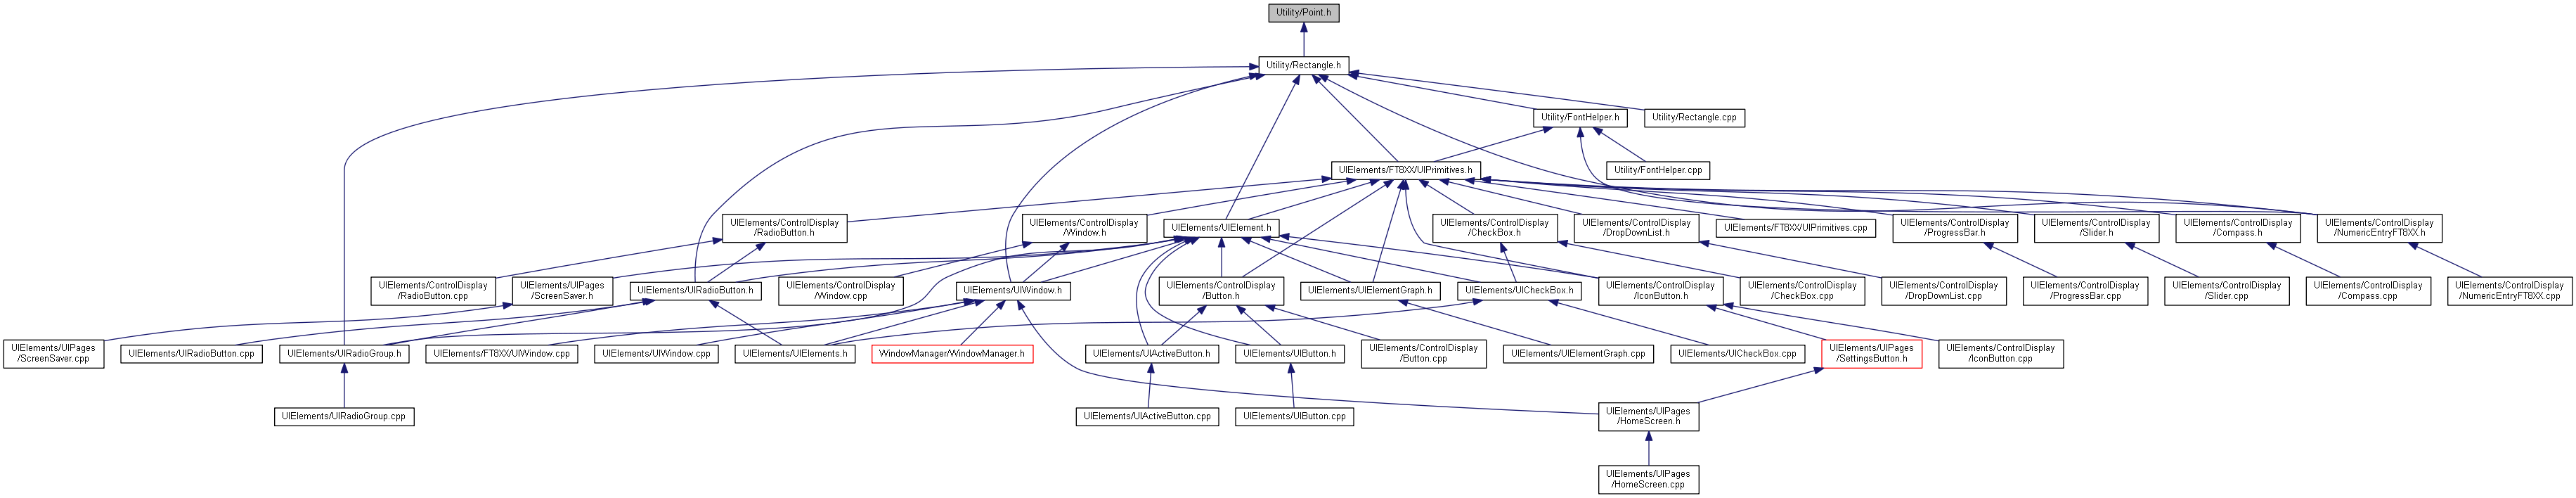 Utility/Point.h
Utility/Rectangle.h
Utility/FontHelper.h
Utility/Rectangle.cpp
UIElements/FT8XX/UIPrimitives.h
Utility/FontHelper.cpp
UIElements/ControlDisplay
/RadioButton.h
UIElements/ControlDisplay
/Window.h
UIElements/UIElement.h
UIElements/ControlDisplay
/CheckBox.h
UIElements/ControlDisplay
/DropDownList.h
UIElements/FT8XX/UIPrimitives.cpp
UIElements/ControlDisplay
/ProgressBar.h
UIElements/ControlDisplay
/Slider.h
UIElements/ControlDisplay
/Compass.h
UIElements/ControlDisplay
/NumericEntryFT8XX.h
UIElements/ControlDisplay
/RadioButton.cpp
UIElements/UIPages
/ScreenSaver.h
UIElements/UIRadioButton.h
UIElements/ControlDisplay
/Window.cpp
UIElements/UIWindow.h
UIElements/ControlDisplay
/Button.h
UIElements/UIElementGraph.h
UIElements/UICheckBox.h
UIElements/ControlDisplay
/IconButton.h
UIElements/ControlDisplay
/CheckBox.cpp
UIElements/ControlDisplay
/DropDownList.cpp
UIElements/ControlDisplay
/ProgressBar.cpp
UIElements/ControlDisplay
/Slider.cpp
UIElements/ControlDisplay
/Compass.cpp
UIElements/ControlDisplay
/NumericEntryFT8XX.cpp
UIElements/UIPages
/ScreenSaver.cpp
UIElements/UIRadioButton.cpp
UIElements/UIRadioGroup.h
UIElements/FT8XX/UIWindow.cpp
UIElements/UIWindow.cpp
UIElements/UIElements.h
WindowManager/WindowManager.h
UIElements/UIActiveButton.h
UIElements/UIButton.h
UIElements/ControlDisplay
/Button.cpp
UIElements/UIElementGraph.cpp
UIElements/UICheckBox.cpp
UIElements/UIPages
/SettingsButton.h
UIElements/ControlDisplay
/IconButton.cpp
UIElements/UIRadioGroup.cpp
UIElements/UIActiveButton.cpp
UIElements/UIButton.cpp
UIElements/UIPages
/HomeScreen.h
UIElements/UIPages
/HomeScreen.cpp